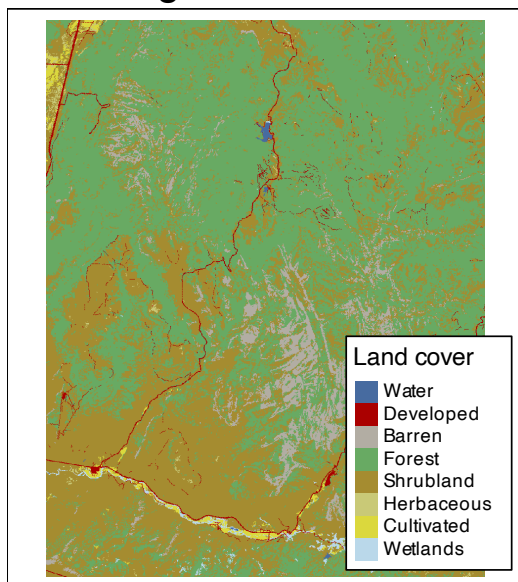 Land cover
Water
Developed
Barren
Forest
Shrubland
Herbaceous
Cultivated
Wetlands